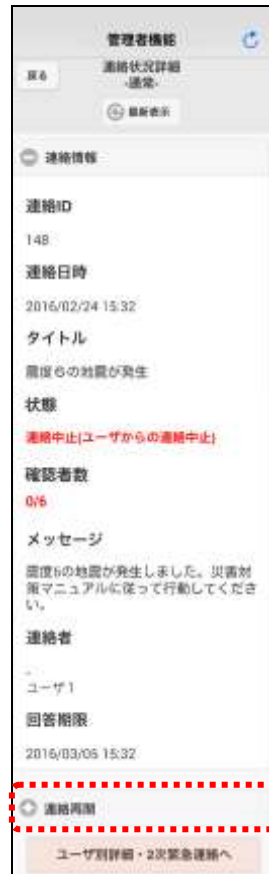 管理者機能
戻る
連絡状況詳細
-通常-
最新表示
連絡情報
連絡ID
148
連絡日時
2016/02/24 15:32
タイトル
震度６の地震が発生
状態
連絡中止(ユーザからの連絡中止)
確認者数
0/6
メッセージ
震度6の地震が発生しました。災害対
策マニュアルに従って行動してくださ
い。
連絡者
-
ユーザ1
回答期限
2016/03/05 15:32
連絡再開
ユーザ別詳細・2次緊急連絡へ